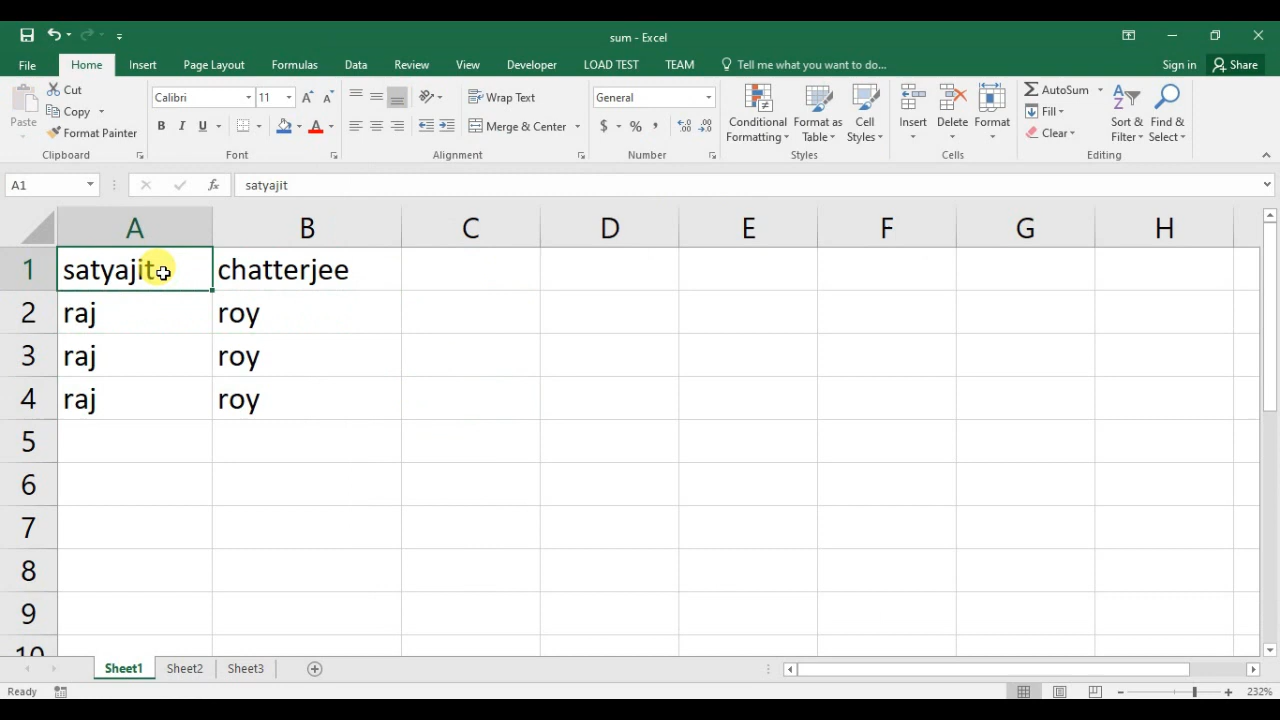 sum - Excel
File Home Insert Page Layout Formulas Data Review View Developer LOAD TEST TEAM Tell me what you want to do... Sign in Share
Paste Cut Copy Format Painter Clipboard
Calibri 11 A A B I U A Font
Wrap Text Merge & Center Alignment
General $ % , Number
Conditional Formatting Format as Table Cell Styles Styles
Insert Delete Format Cells
AutoSum Fill Clear Sort & Filter Find & Select Editing
A1 fx satyajit
A B C D E F G H
1 satyajit chatterjee
2 raj roy
3 raj roy
4 raj roy
5
6
7
8
9
10
Sheet1 Sheet2 Sheet3
Ready 232%